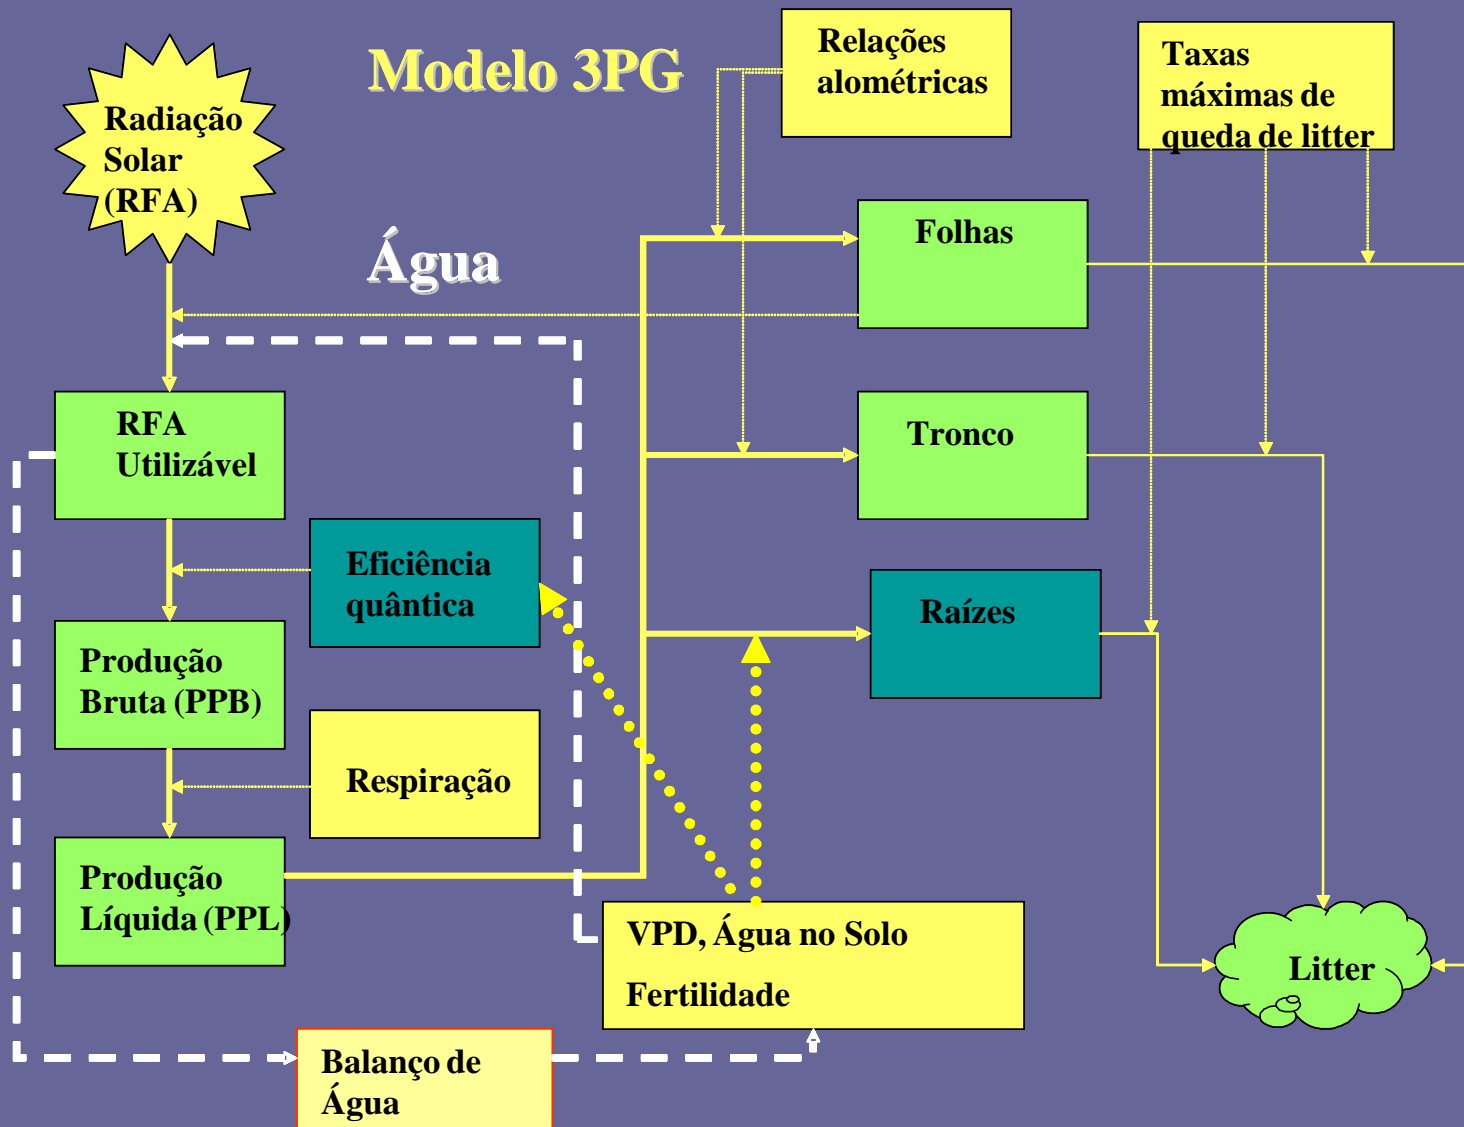 Modelo 3PG
Relações
alométricas
Taxas
máximas de
queda de litter
Radiação
Solar
(RFA)
Água
Folhas
RFA
Utilizável
Tronco
Eficiência
quântica
Raízes
Produção
Bruta (PPB)
Respiração
Produção
Líquida (PPL)
VPD, Água no Solo
Fertilidade
Litter
Balanço de
Água